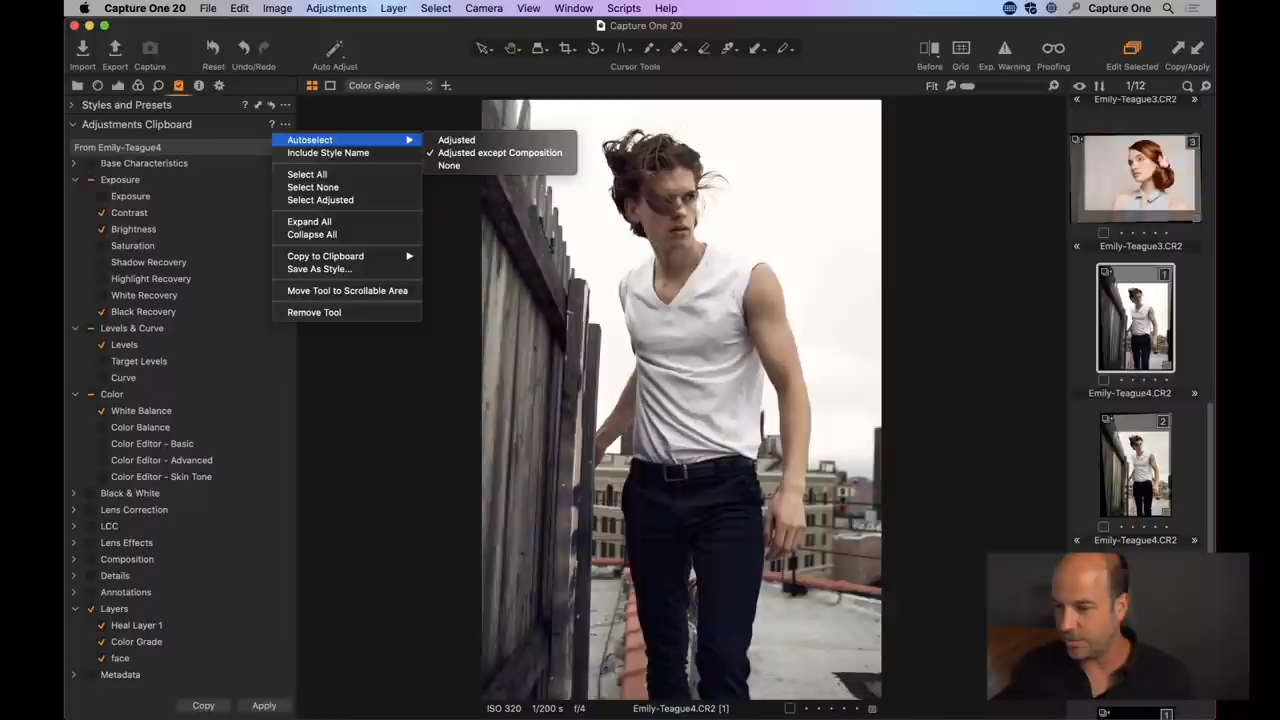 Capture One 20 File Edit Image Adjustments Layer Select Camera View Window Scripts Help Capture One
Capture One 20
Import Export Capture Reset Undo/Redo Auto Adjust Cursor Tools Before Grid Exp. Warning Proofing Edit Selected Copy/Apply
Color Grade Fit 1/12
Styles and Presets ? ...
Emily-Teague3.CR2
Adjustments Clipboard ? ...
From Emily-Teague4
Base Characteristics
Exposure
Exposure
Contrast
Brightness
Saturation
Shadow Recovery
Highlight Recovery
White Recovery
Black Recovery
Levels & Curve
Levels
Target Levels
Curve
Color
White Balance
Color Balance
Color Editor - Basic
Color Editor - Advanced
Color Editor - Skin Tone
Black & White
Lens Correction
LCC
Lens Effects
Composition
Details
Annotations
Layers
Heal Layer 1
Color Grade
face
Metadata
Copy Apply
Autoselect
Include Style Name
Select All
Select None
Select Adjusted
Expand All
Collapse All
Copy to Clipboard
Save As Style...
Move Tool to Scrollable Area
Remove Tool
Adjusted
Adjusted except Composition
None
ISO 320 1/200 s f/4 Emily-Teague4.CR2 [1]
3
Emily-Teague3.CR2
1
Emily-Teague4.CR2
2
Emily-Teague4.CR2
1